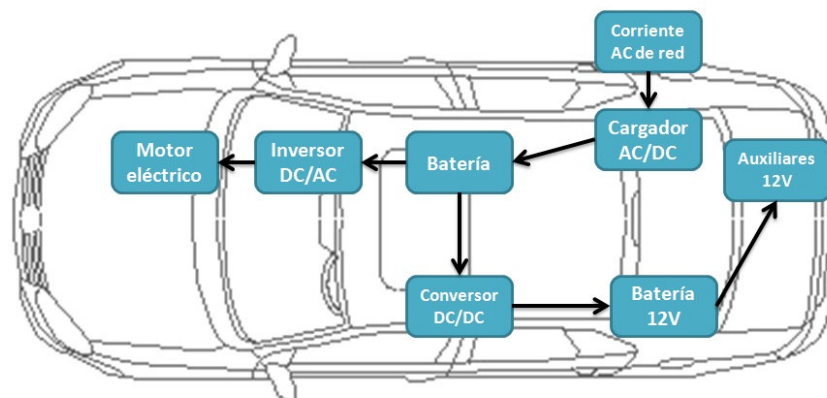 Corriente
AC de red
Cargador
AC/DC
Motor
eléctrico
Inversor
DC/AC
Batería
Auxiliares
12V
Conversor
DC/DC
Batería
12V